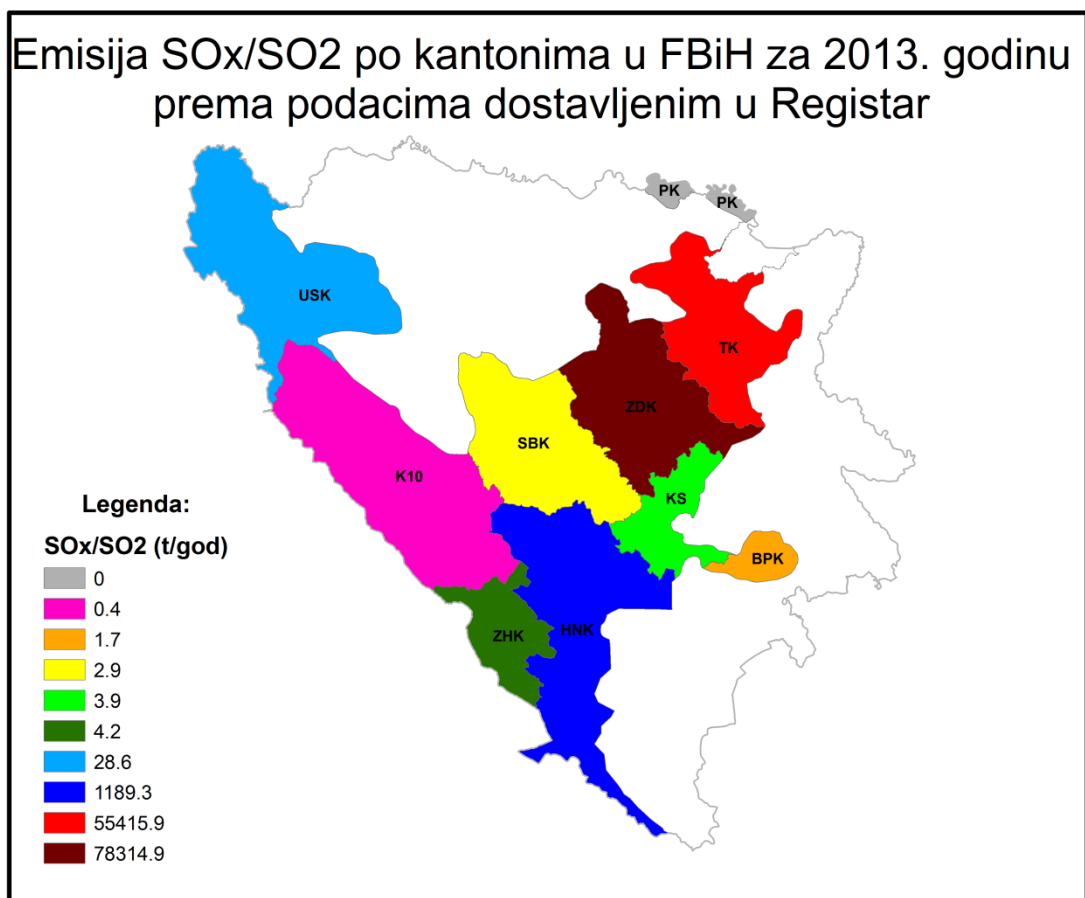 Emisija SOx/SO2 po kantonima u FBiH za 2013. godinu
prema podacima dostavljenim u Registar
PK
PK
USK
TK
ZDK
SBK
K10
KS
BPK
ZHK
HNK
Legenda:
SOx/SO2 (t/god)
0
0.4
1.7
2.9
3.9
4.2
28.6
1189.3
55415.9
78314.9